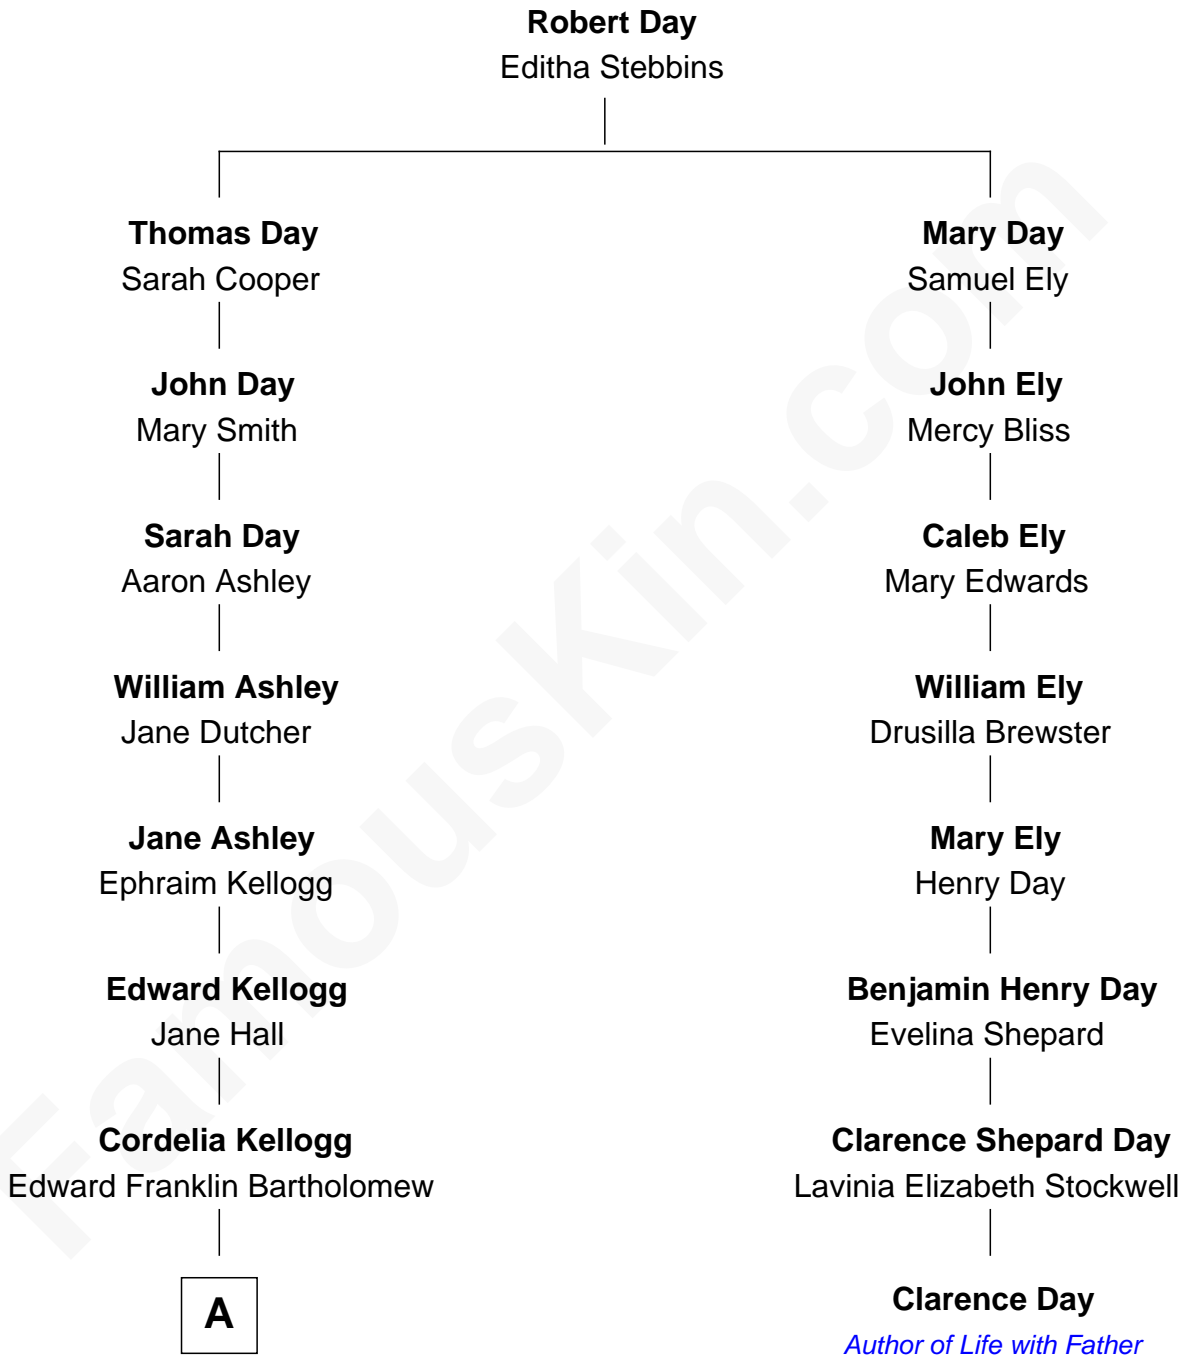 Robert Day
Editha Stebbins
Thomas Day
Sarah Cooper
John Day
Mary Smith
Sarah Day
Aaron Ashley
William Ashley
Jane Dutcher
Jane Ashley
Ephraim Kellogg
Edward Kellogg
Jane Hall
Cordelia Kellogg
Edward Franklin Bartholomew
A
Mary Day
Samuel Ely
John Ely
Mercy Bliss
Caleb Ely
Mary Edwards
William Ely
Drusilla Brewster
Mary Ely
Henry Day
Benjamin Henry Day
Evelina Shepard
Clarence Shepard Day
Lavinia Elizabeth Stockwell
Clarence Day
Author of Life with Father
FamousKin.com